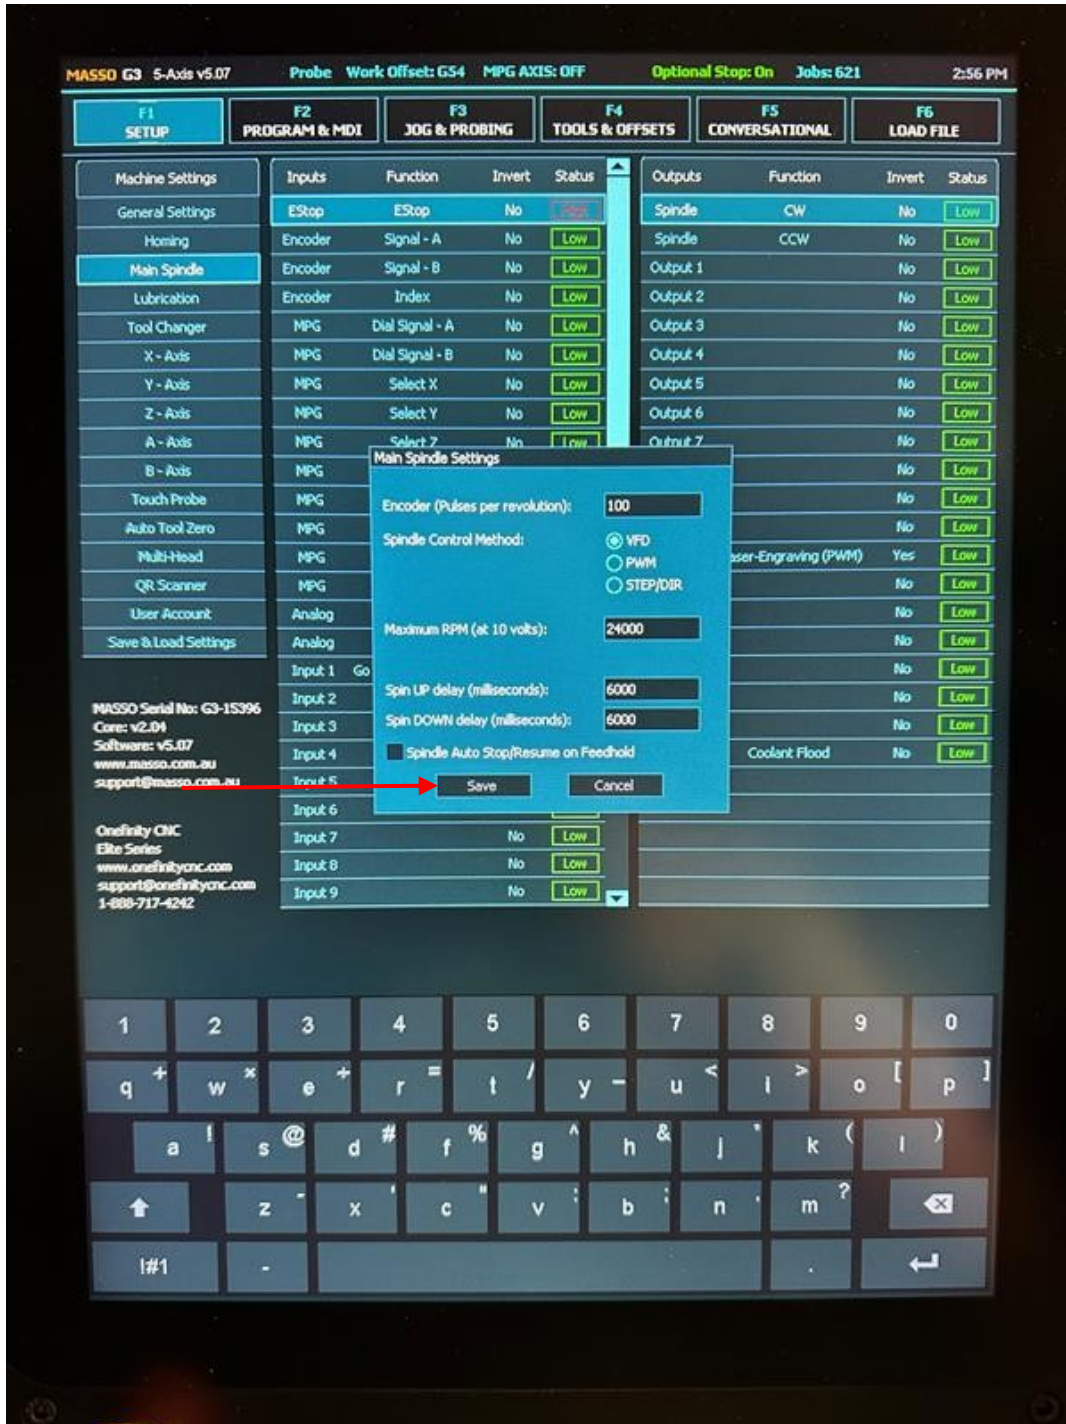 MASSO G3 5-Axis v5.07 Probe Work Offset: G54 MPG AXIS: OFF Optional Stop: On Jobs: 621 2:56 PM
F1 F2 F3 F4 F5 F6
SETUP PROGRAM & MDI JOG & PROBING TOOLS & OFFSETS CONVERSATIONAL LOAD FILE
Machine Settings
General Settings
Homing
Main Spindle
Lubrication
Tool Changer
X - Axis
Y - Axis
Z - Axis
A - Axis
B - Axis
Touch Probe
Auto Tool Zero
Multi-Head
QR Scanner
User Account
Save & Load Settings
MASSO Serial No: G3-15396
Core: v2.04
Software: v5.07
www.masso.com.au
support@masso.com.au
Onefinity CNC
Elite Series
www.onefinitycnc.com
support@onefinitycnc.com
1-888-717-4242
Inputs Function Invert Status
EStop EStop No
Encoder Signal - A No Low
Encoder Signal - B No Low
Encoder Index No Low
MPG Dial Signal - A No Low
MPG Dial Signal - B No Low
MPG Select X No Low
MPG Select Y No Low
MPG Select Z No Low
MPG
MPG
MPG
MPG
MPG
Analog
Analog
Input 1 Go
Input 2
Input 3
Input 4
Input 5
Input 6
Input 7 No Low
Input 8 No Low
Input 9 No Low
Outputs Function Invert Status
Spindle CW No Low
Spindle CCW No Low
Output 1 No Low
Output 2 No Low
Output 3 No Low
Output 4 No Low
Output 5 No Low
Output 6 No Low
Output 7 No Low
No Low
No Low
No Low
aser-Engraving (PWM) Yes Low
No Low
No Low
No Low
No Low
No Low
No Low
Coolant Flood No Low
Main Spindle Settings
Encoder (Pulses per revolution): 100
Spindle Control Method: VFD
PWM
STEP/DIR
Maximum RPM (at 10 volts): 24000
Spin UP delay (milliseconds): 6000
Spin DOWN delay (milliseconds): 6000
Spindle Auto Stop/Resume on Feedhold
Save Cancel
1 2 3 4 5 6 7 8 9 0
q + w × e ÷ r = t / y - u < i > o [ p ]
a ! s @ d # f % g ^ h & j * k ( l )
z - x ' c " v : b ; n , m ?
!#1 - .